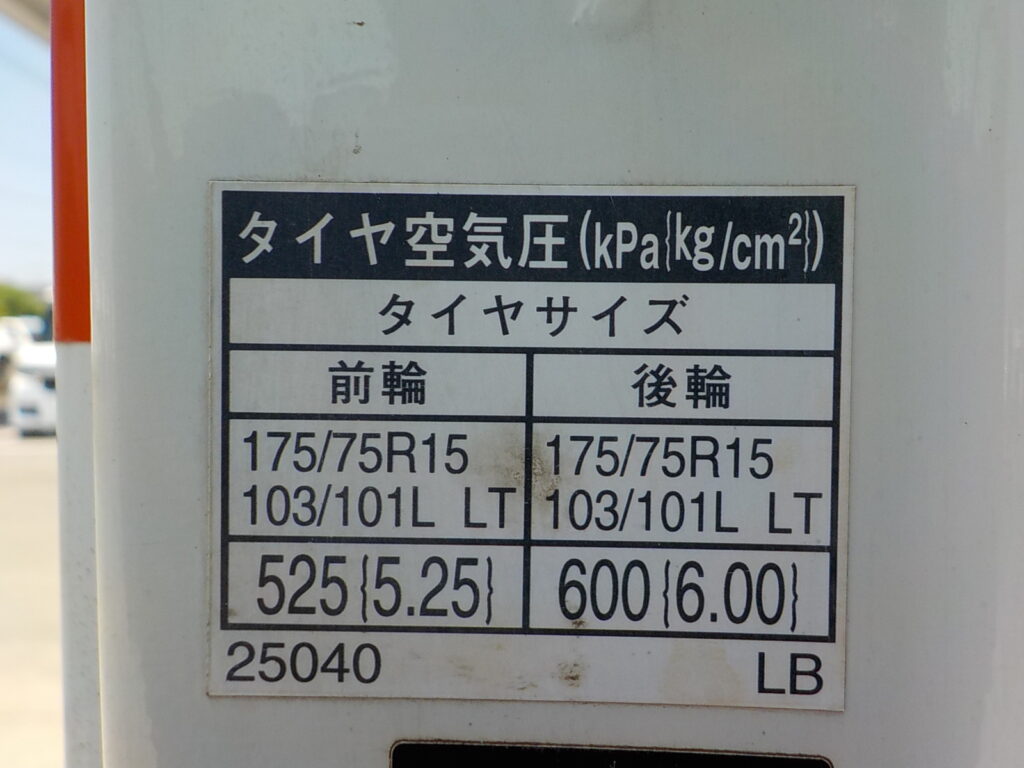 タイヤ空気圧(kPa{kg/cm²})
タイヤサイズ
前輪 後輪
175/75R15 175/75R15
103/101L LT 103/101L LT
525{5.25} 600{6.00}
25040 LB